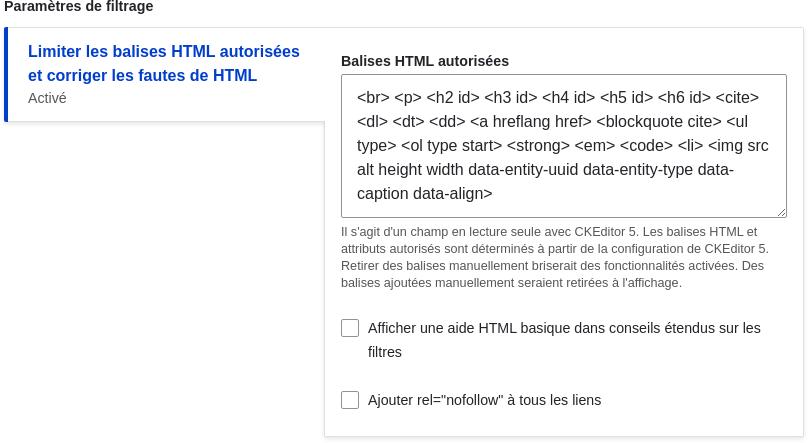 Paramètres de filtrage
Limiter les balises HTML autorisées
et corriger les fautes de HTML
Activé
Balises HTML autorisées
<br> <p> <h2 id> <h3 id> <h4 id> <h5 id> <h6 id> <cite>
<dl> <dt> <dd> <a hreflang href> <blockquote cite> <ul
type> <ol type start> <strong> <em> <code> <li> <img src
alt height width data-entity-uuid data-entity-type data-
caption data-align>
Il s'agit d'un champ en lecture seule avec CKEditor 5. Les balises HTML et
attributs autorisés sont déterminés à partir de la configuration de CKEditor 5.
Retirer des balises manuellement briserait des fonctionnalités activées. Des
balises ajoutées manuellement seraient retirées à l'affichage.
Afficher une aide HTML basique dans conseils étendus sur les
filtres
Ajouter rel="nofollow" à tous les liens